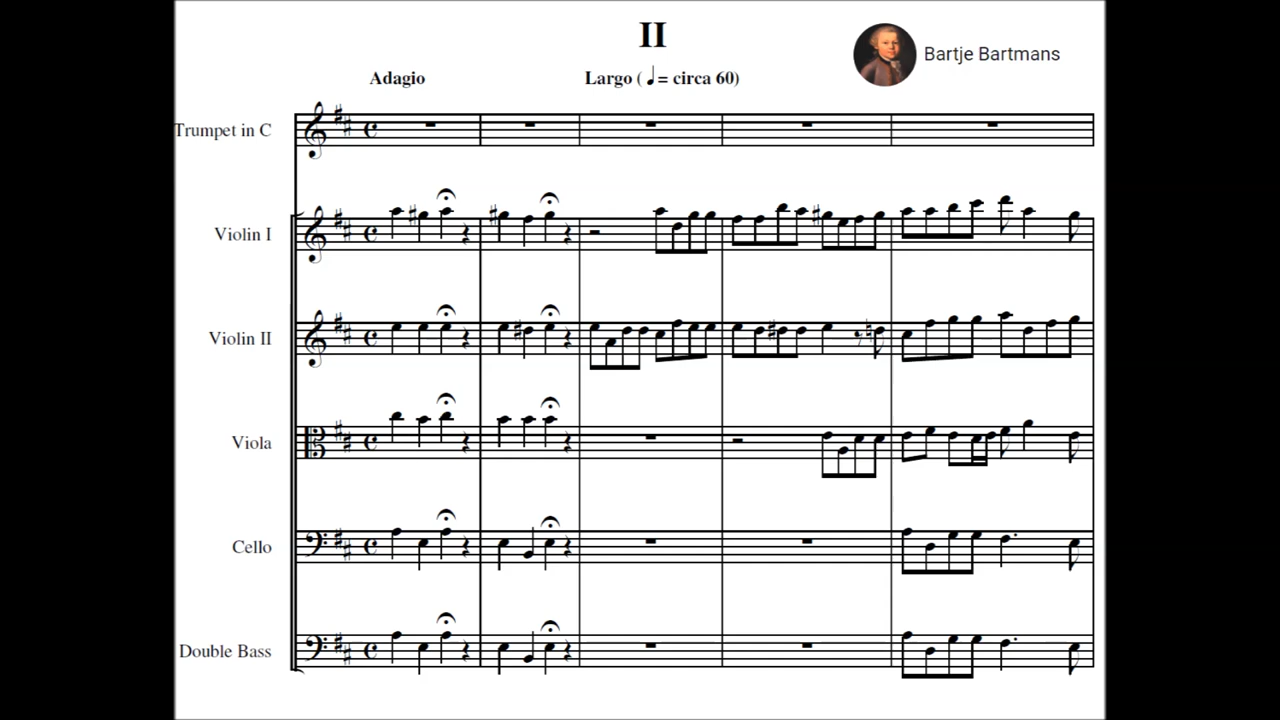 II
Bartje Bartmans
Adagio
Largo (♩= circa 60)
Trumpet in C
Violin I
Violin II
Viola
Cello
Double Bass